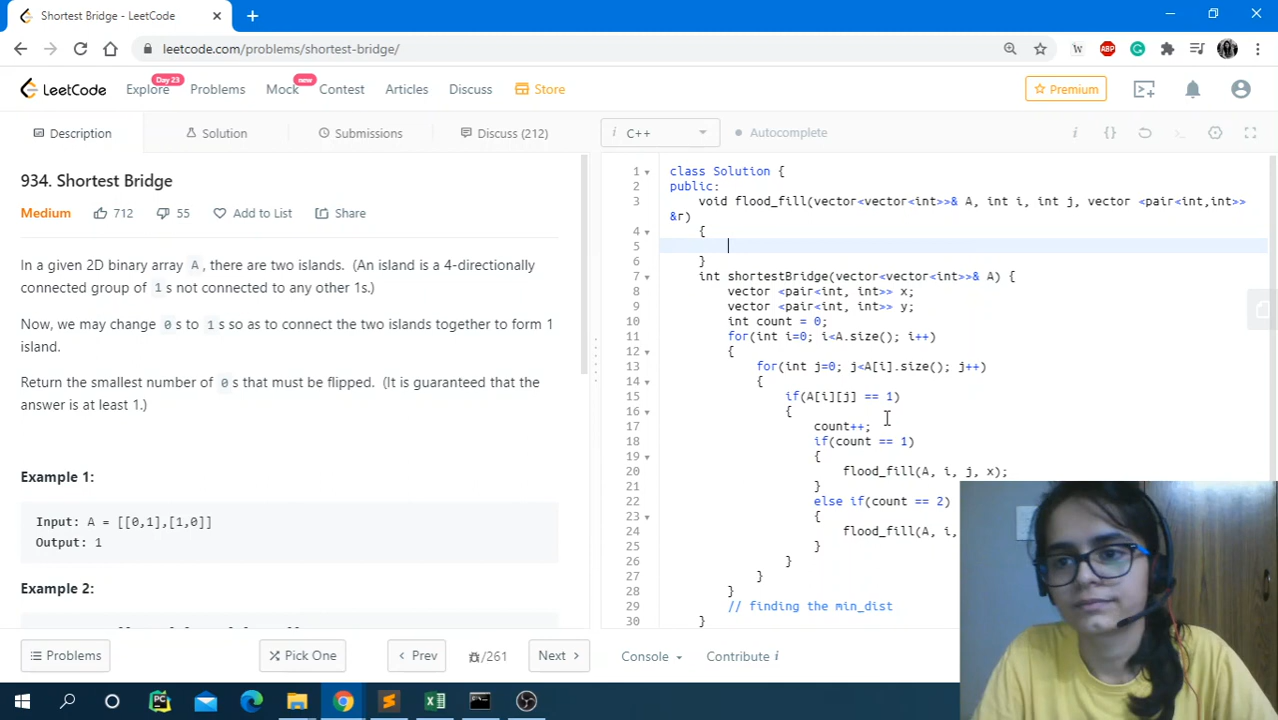 Shortest Bridge - LeetCode
leetcode.com/problems/shortest-bridge/
LeetCode
Explore
Day 23
Problems
Mock
new
Contest
Articles
Discuss
Store
Premium
Description
Solution
Submissions
Discuss (212)
C++
Autocomplete
934. Shortest Bridge
Medium
712
55
Add to List
Share
In a given 2D binary array A, there are two islands. (An island is a 4-directionally
connected group of 1s not connected to any other 1s.)
Now, we may change 0s to 1s so as to connect the two islands together to form 1
island.
Return the smallest number of 0s that must be flipped. (It is guaranteed that the
answer is at least 1.)
Example 1:
Input: A = [[0,1],[1,0]]
Output: 1
Example 2:
1 class Solution {
2 public:
3 void flood_fill(vector<vector<int>>& A, int i, int j, vector <pair<int,int>>
&r)
4 {
5
6 }
7 int shortestBridge(vector<vector<int>>& A) {
8 vector <pair<int, int>> x;
9 vector <pair<int, int>> y;
10 int count = 0;
11 for(int i=0; i<A.size(); i++)
12 {
13 for(int j=0; j<A[i].size(); j++)
14 {
15 if(A[i][j] == 1)
16 {
17 count++;
18 if(count == 1)
19 {
20 flood_fill(A, i, j, x);
21 }
22 else if(count == 2)
23 {
24 flood_fill(A, i,
25 }
26 }
27 }
28 }
29 // finding the min_dist
30 }
Problems
Pick One
Prev
/261
Next
Console
Contribute